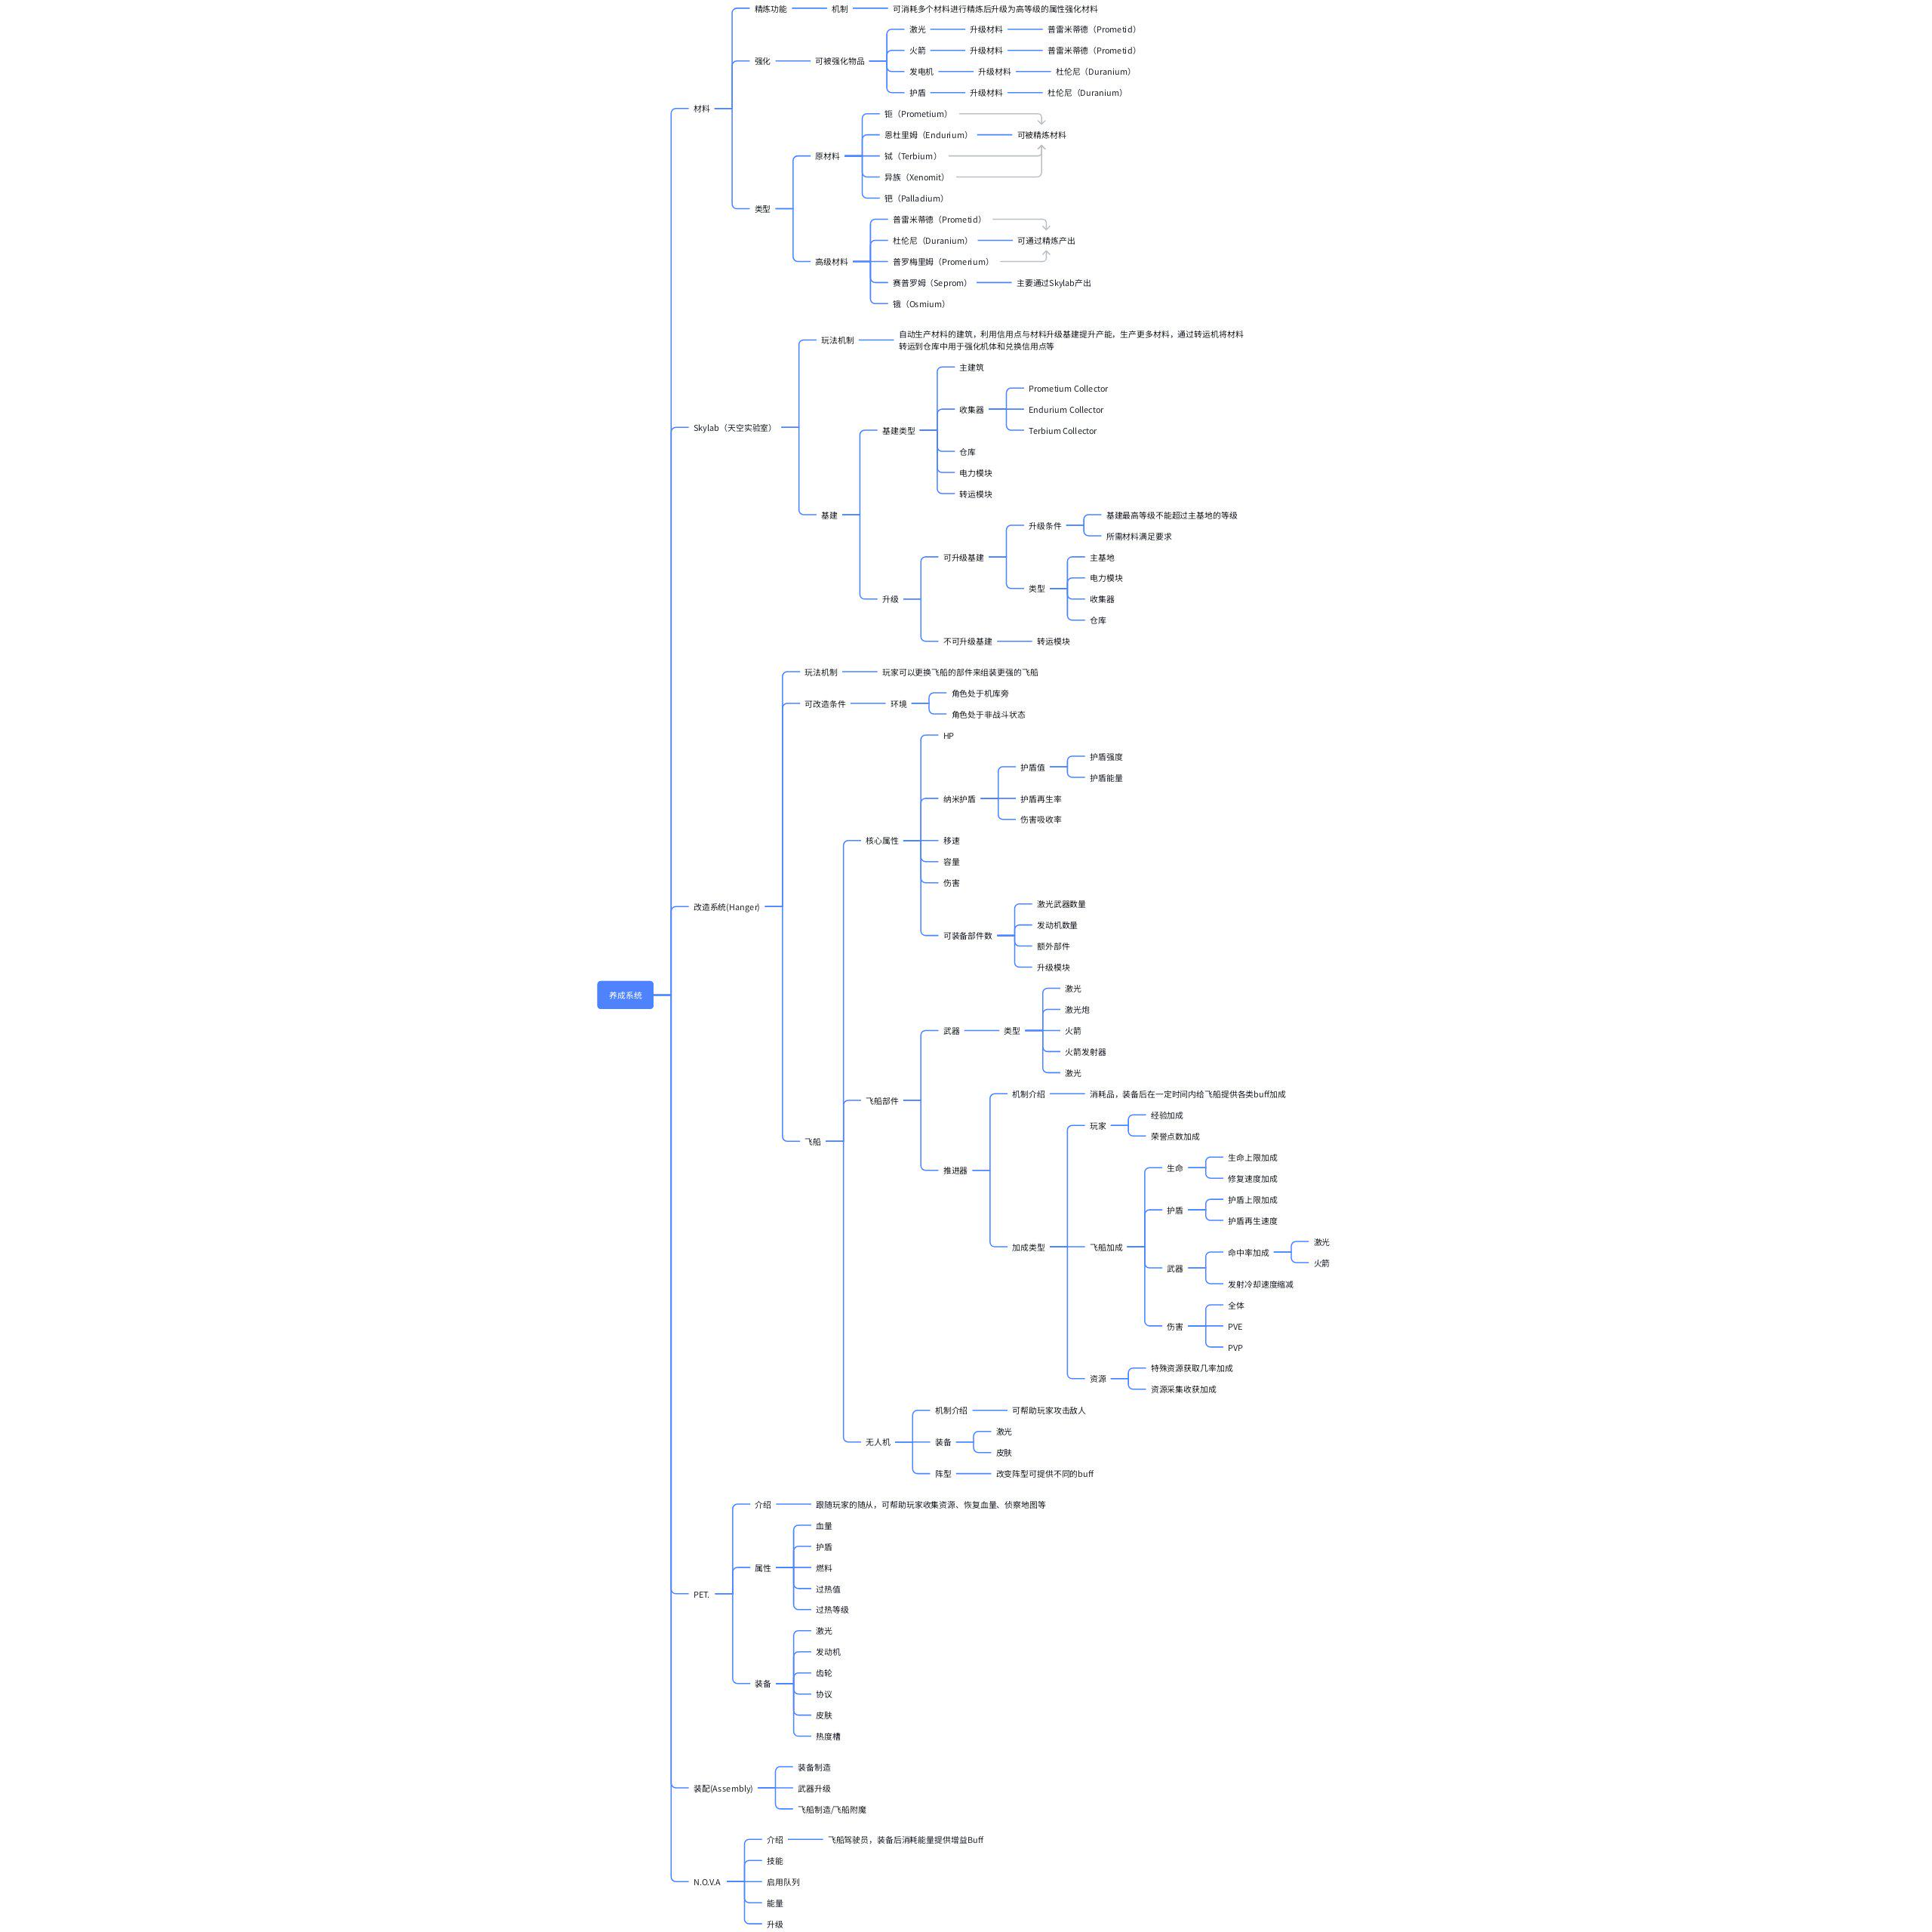 精炼功能
机制
可消耗多个材料进行精炼后升级为高等级的属性强化材料
激光
升级材料
普雷米蒂德（Prometid）
火箭
升级材料
普雷米蒂德（Prometid）
强化
可被强化物品
发电机
升级材料
杜伦尼（Duranium）
护盾
升级材料
杜伦尼（Duranium）
材料
钷（Prometium）
恩杜里姆（Endurium）
可被精炼材料
原材料
铽（Terbium）
异族（Xenomit）
钯（Palladium）
类型
普雷米蒂德（Prometid）
杜伦尼（Duranium）
可通过精炼产出
高级材料
普罗梅里姆（Promerium）
赛普罗姆（Seprom）
主要通过Skylab产出
锇（Osmium）
玩法机制
自动生产材料的建筑，利用信用点与材料升级基建提升产能，生产更多材料，通过转运机将材料
转运到仓库中用于强化机体和兑换信用点等
主建筑
Prometium Collector
收集器
Endurium Collector
Terbium Collector
Skylab（天空实验室）
基建类型
仓库
电力模块
转运模块
基建
升级条件
基建最高等级不能超过主基地的等级
所需材料满足要求
可升级基建
主基地
电力模块
类型
收集器
仓库
升级
不可升级基建
转运模块
玩法机制
玩家可以更换飞船的部件来组装更强的飞船
可改造条件
环境
角色处于机库旁
角色处于非战斗状态
HP
护盾值
护盾强度
护盾能量
纳米护盾
护盾再生率
伤害吸收率
核心属性
移速
容量
伤害
改造系统(Hanger)
激光武器数量
发动机数量
可装备部件数
额外部件
升级模块
养成系统
激光
激光炮
武器
类型
火箭
火箭发射器
激光
飞船部件
机制介绍
消耗品，装备后在一定时间内给飞船提供各类buff加成
玩家
经验加成
荣誉点数加成
飞船
推进器
生命
生命上限加成
修复速度加成
护盾
护盾上限加成
护盾再生速度
加成类型
飞船加成
武器
命中率加成
激光
火箭
发射冷却速度缩减
伤害
全体
PVE
PVP
资源
特殊资源获取几率加成
资源采集收获加成
机制介绍
可帮助玩家攻击敌人
无人机
装备
激光
皮肤
阵型
改变阵型可提供不同的buff
介绍
跟随玩家的随从，可帮助玩家收集资源、恢复血量、侦察地图等
血量
护盾
属性
燃料
过热值
过热等级
PET.
激光
发动机
齿轮
装备
协议
皮肤
热度槽
装备制造
装配(Assembly)
武器升级
飞船制造/飞船附魔
介绍
飞船驾驶员，装备后消耗能量提供增益Buff
技能
N.O.V.A
启用队列
能量
升级